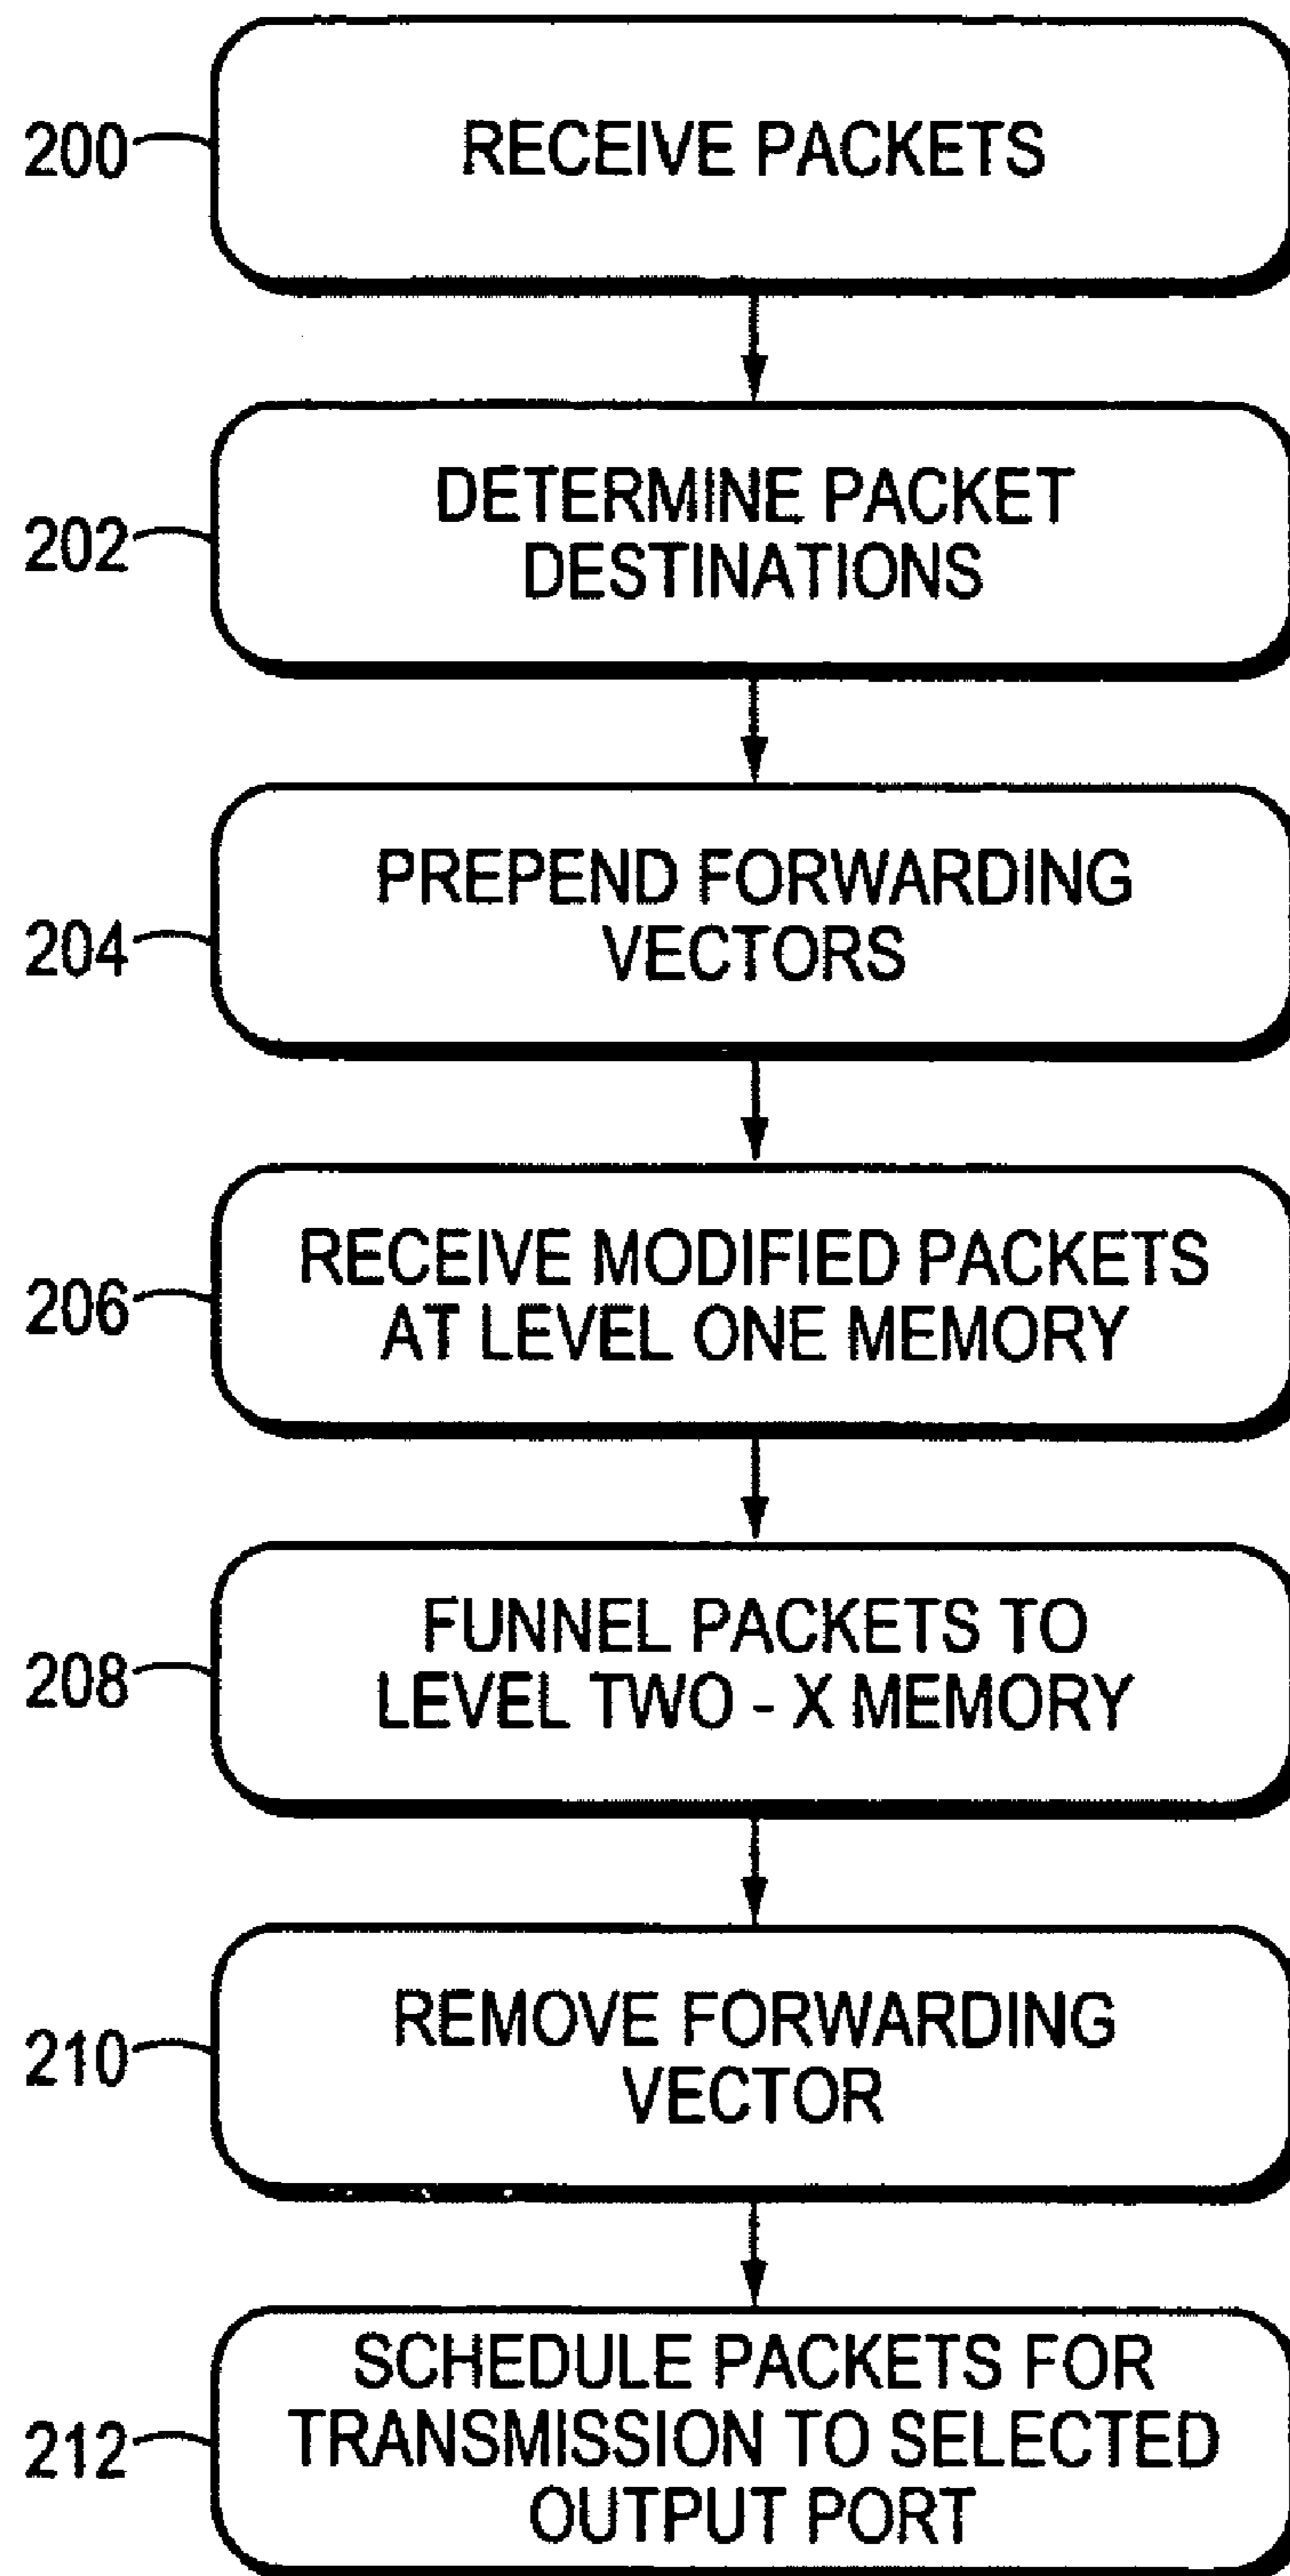 200
RECEIVE PACKETS
202
DETERMINE PACKET
DESTINATIONS
204
PREPEND FORWARDING
VECTORS
206
RECEIVE MODIFIED PACKETS
AT LEVEL ONE MEMORY
208
FUNNEL PACKETS TO
LEVEL TWO - X MEMORY
210
REMOVE FORWARDING
VECTOR
212
SCHEDULE PACKETS FOR
TRANSMISSION TO SELECTED
OUTPUT PORT